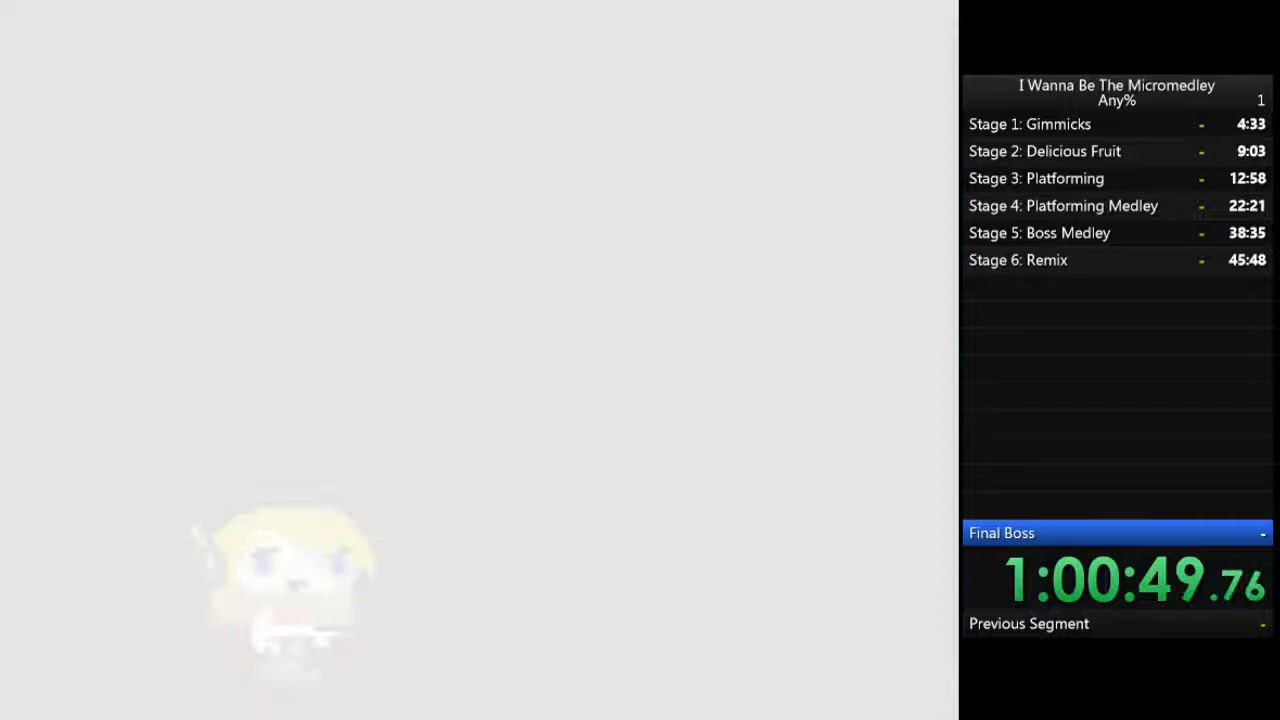 I Wanna Be The Micromedley
Any% 1
Stage 1: Gimmicks - 4:33
Stage 2: Delicious Fruit - 9:03
Stage 3: Platforming - 12:58
Stage 4: Platforming Medley - 22:21
Stage 5: Boss Medley - 38:35
Stage 6: Remix - 45:48
Final Boss -
1:00:49.76
Previous Segment -